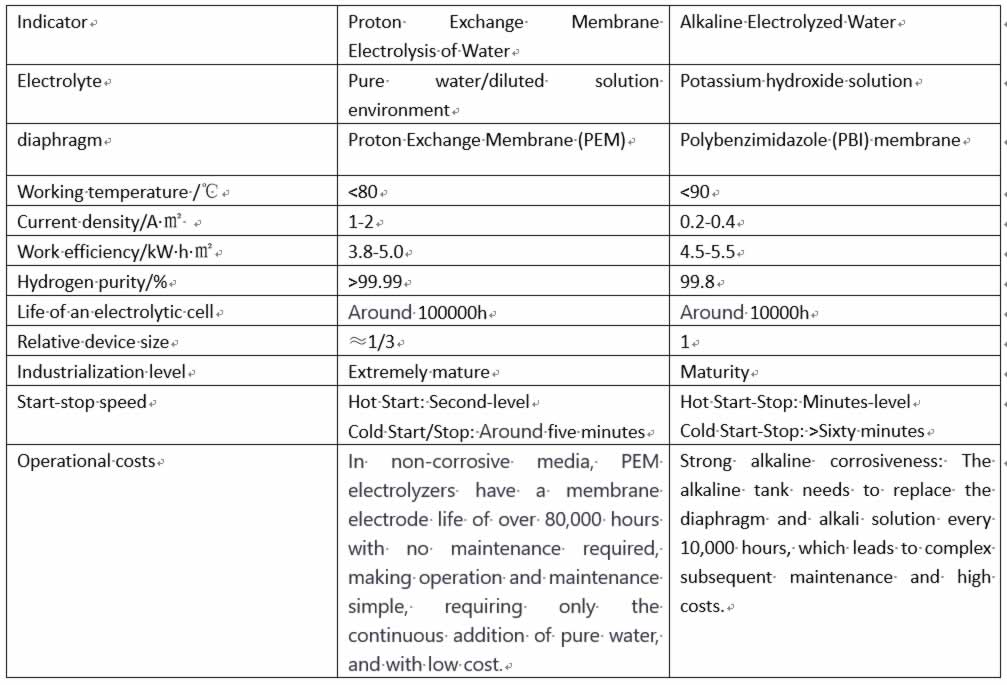 Indicator
Proton Exchange Membrane
Electrolysis of Water
Alkaline Electrolyzed Water
Electrolyte
Pure water/diluted solution
environment
Potassium hydroxide solution
diaphragm
Proton Exchange Membrane (PEM)
Polybenzimidazole (PBI) membrane
Working temperature /℃
<80
<90
Current density/A·㎡
1-2
0.2-0.4
Work efficiency/kW·h·㎡
3.8-5.0
4.5-5.5
Hydrogen purity/%
>99.99
99.8
Life of an electrolytic cell
Around 100000h
Around 10000h
Relative device size
≈1/3
1
Industrialization level
Extremely mature
Maturity
Start-stop speed
Hot Start: Second-level
Cold Start/Stop: Around five minutes
Hot Start-Stop: Minutes-level
Cold Start-Stop: >Sixty minutes
Operational costs
In non-corrosive media, PEM
electrolyzers have a membrane
electrode life of over 80,000 hours
with no maintenance required,
making operation and maintenance
simple, requiring only the
continuous addition of pure water,
and with low cost.
Strong alkaline corrosiveness: The
alkaline tank needs to replace the
diaphragm and alkali solution every
10,000 hours, which leads to complex
subsequent maintenance and high
costs.